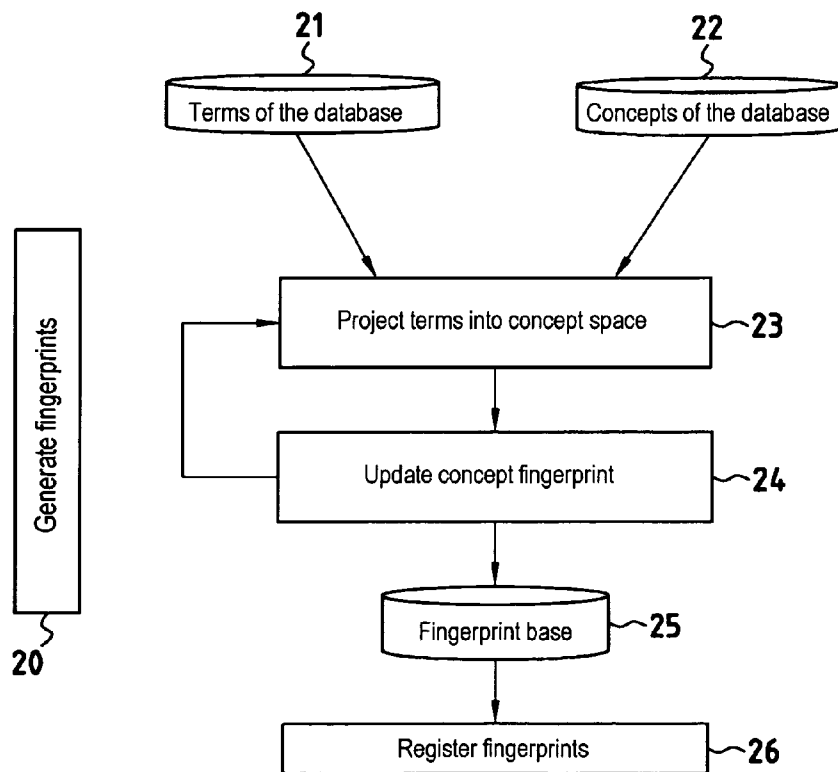 21
22
Terms of the database
Concepts of the database
Generate fingerprints
20
Project terms into concept space
23
Update concept fingerprint
24
Fingerprint base
25
Register fingerprints
26